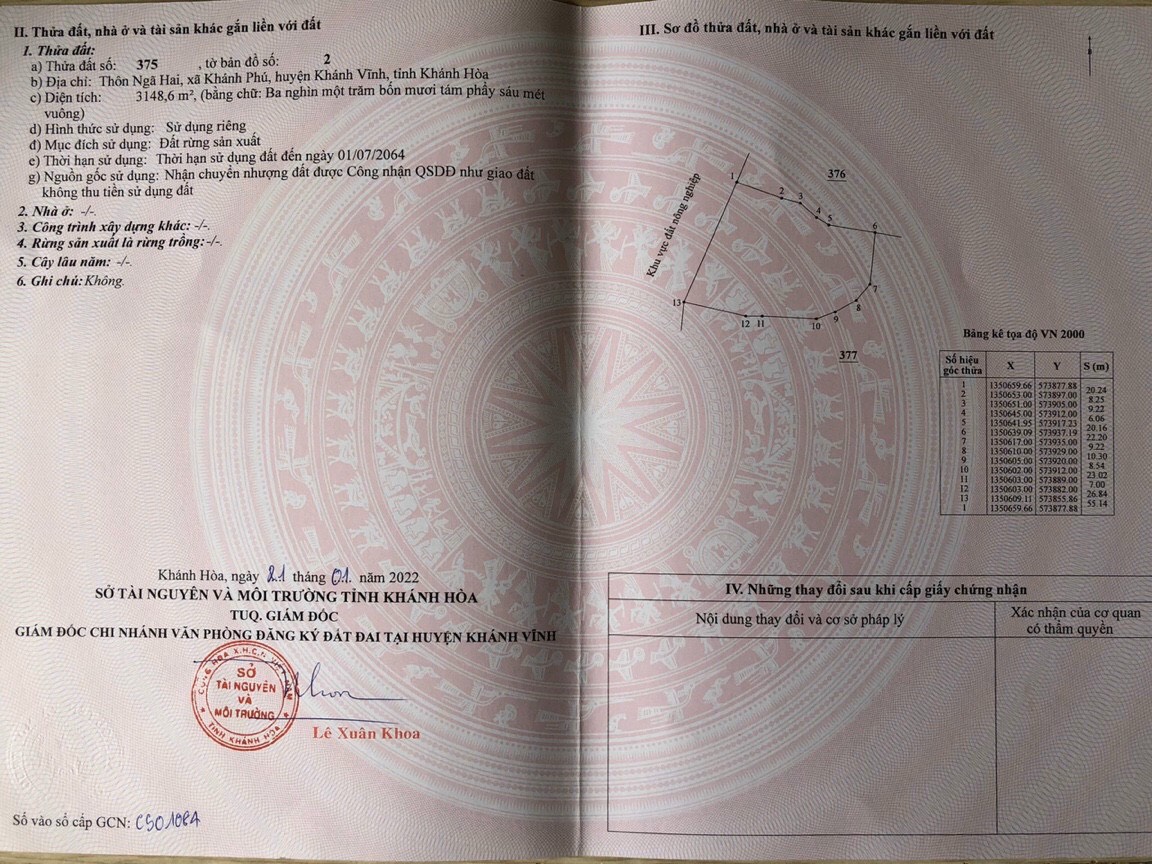 II. Thửa đất, nhà ở và tài sản khác gắn liền với đất
1. Thửa đất:
a) Thửa đất số: 375 , tờ bản đồ số: 2
b) Địa chỉ: Thôn Ngã Hai, xã Khánh Phú, huyện Khánh Vĩnh, tỉnh Khánh Hòa
c) Diện tích: 3148,6 m², (bằng chữ: Ba nghìn một trăm bốn mươi tám phẩy sáu mét
vuông)
d) Hình thức sử dụng: Sử dụng riêng
đ) Mục đích sử dụng: Đất rừng sản xuất
e) Thời hạn sử dụng: Thời hạn sử dụng đất đến ngày 01/07/2064
g) Nguồn gốc sử dụng: Nhận chuyển nhượng đất được Công nhận QSDĐ như giao đất
không thu tiền sử dụng đất
2. Nhà ở: -/-
3. Công trình xây dựng khác: -/-.
4. Rừng sản xuất là rừng trồng:-/-.
5. Cây lâu năm: -/-.
6. Ghi chú: Không.
Khánh Hòa, ngày 21 tháng 01. năm 2022
SỞ TÀI NGUYÊN VÀ MÔI TRƯỜNG TỈNH KHÁNH HÒA
TUQ. GIÁM ĐỐC
GIÁM ĐỐC CHI NHÁNH VĂN PHÒNG ĐĂNG KÝ ĐẤT ĐAI TẠI HUYỆN KHÁNH VĨNH
CỘNG HÒA X.H.C.N VIỆT NAM
SỞ
TÀI NGUYÊN
VÀ
MÔI TRƯỜNG
TỈNH KHÁNH HÒA
Lê Xuân Khoa
Số vào sổ cấp GCN:
III. Sơ đồ thửa đất, nhà ở và tài sản khác gắn liền với đất
376
1
2
3
4
5
6
7
8
9
10
11
12
13
Khu vực đất nông nghiệp
377
Bảng kê tọa độ VN 2000
Số hiệu góc thửa X Y S (m)
1 1350659.66 573877.88
20.24
2 1350653.00 573897.00
8.25
3 1350651.00 573905.00
9.22
4 1350645.00 573912.00
6.06
5 1350641.95 573917.23
20.16
6 1350639.09 573937.19
22.20
7 1350617.00 573935.00
9.22
8 1350610.00 573929.00
10.30
9 1350605.00 573920.00
8.54
10 1350602.00 573912.00
23.02
11 1350603.00 573889.00
7.00
12 1350603.00 573882.00
26.84
13 1350609.11 573855.86
55.14
1 1350659.66 573877.88
IV. Những thay đổi sau khi cấp giấy chứng nhận
Nội dung thay đổi và cơ sở pháp lý
Xác nhận của cơ quan
có thẩm quyền